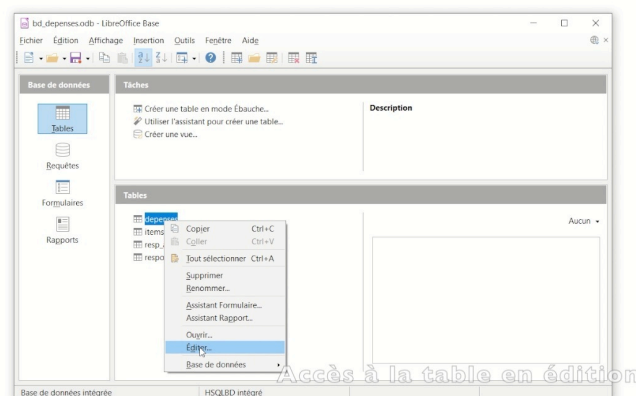 bd_depenses.odb - LibreOffice Base
Fichier Édition Affichage Insertion Outils Fenêtre Aide
Base de données
Tâches
Tables
Créer une table en mode Ébauche...
Utiliser l'assistant pour créer une table...
Créer une vue...
Description
Requêtes
Formulaires
Rapports
Tables
depenses
items
resp_
respo
Aucun
Copier Ctrl+C
Coller Ctrl+V
Tout sélectionner Ctrl+A
Supprimer
Renommer...
Assistant Formulaire...
Assistant Rapport...
Ouvrir...
Éditer...
Base de données
Accès à la table en édition
Base de données intégrée
HSQLBD intégré